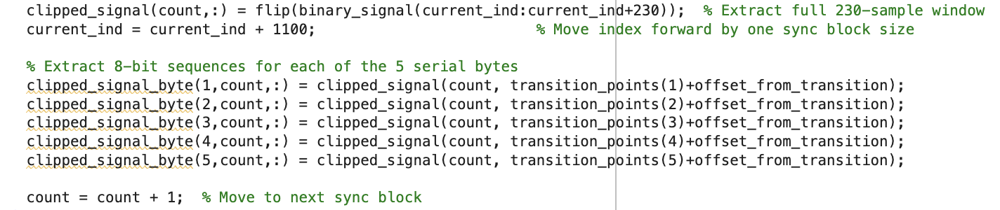 clipped_signal(count,:) = flip(binary_signal(current_ind:current_ind+230));  % Extract full 230-sample window
current_ind = current_ind + 1100;                         % Move index forward by one sync block size
% Extract 8-bit sequences for each of the 5 serial bytes
clipped_signal_byte(1,count,:) = clipped_signal(count, transition_points(1)+offset_from_transition);
clipped_signal_byte(2,count,:) = clipped_signal(count, transition_points(2)+offset_from_transition);
clipped_signal_byte(3,count,:) = clipped_signal(count, transition_points(3)+offset_from_transition);
clipped_signal_byte(4,count,:) = clipped_signal(count, transition_points(4)+offset_from_transition);
clipped_signal_byte(5,count,:) = clipped_signal(count, transition_points(5)+offset_from_transition);
count = count + 1;  % Move to next sync block